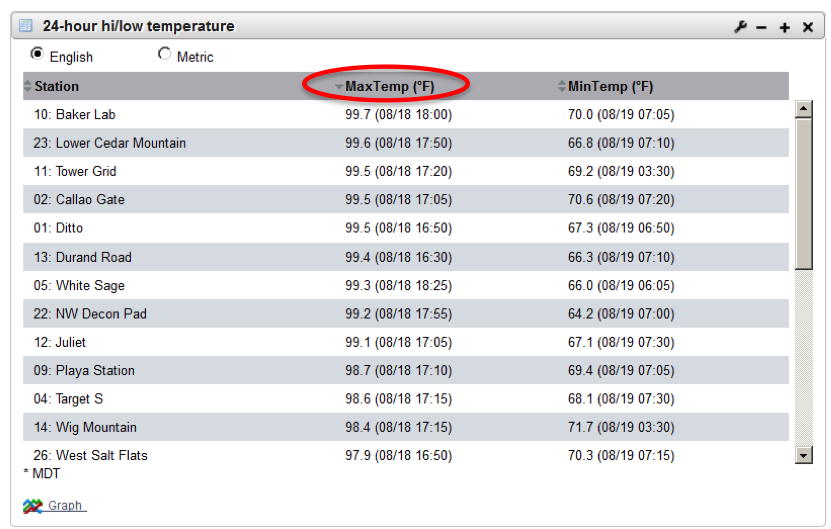 24-hour hi/low temperature
English Metric
Station MaxTemp (°F) MinTemp (°F)
10: Baker Lab 99.7 (08/18 18:00) 70.0 (08/19 07:05)
23: Lower Cedar Mountain 99.6 (08/18 17:50) 66.8 (08/19 07:10)
11: Tower Grid 99.5 (08/18 17:20) 69.2 (08/19 03:30)
02: Callao Gate 99.5 (08/18 17:05) 70.6 (08/19 07:20)
01: Ditto 99.5 (08/18 16:50) 67.3 (08/19 06:50)
13: Durand Road 99.4 (08/18 16:30) 66.3 (08/19 07:10)
05: White Sage 99.3 (08/18 18:25) 66.0 (08/19 06:05)
22: NW Decon Pad 99.2 (08/18 17:55) 64.2 (08/19 07:00)
12: Juliet 99.1 (08/18 17:05) 67.1 (08/19 07:30)
09: Playa Station 98.7 (08/18 17:10) 69.4 (08/19 07:05)
04: Target S 98.6 (08/18 17:15) 68.1 (08/19 07:30)
14: Wig Mountain 98.4 (08/18 17:15) 71.7 (08/19 03:30)
26: West Salt Flats 97.9 (08/18 16:50) 70.3 (08/19 07:15)
* MDT
Graph